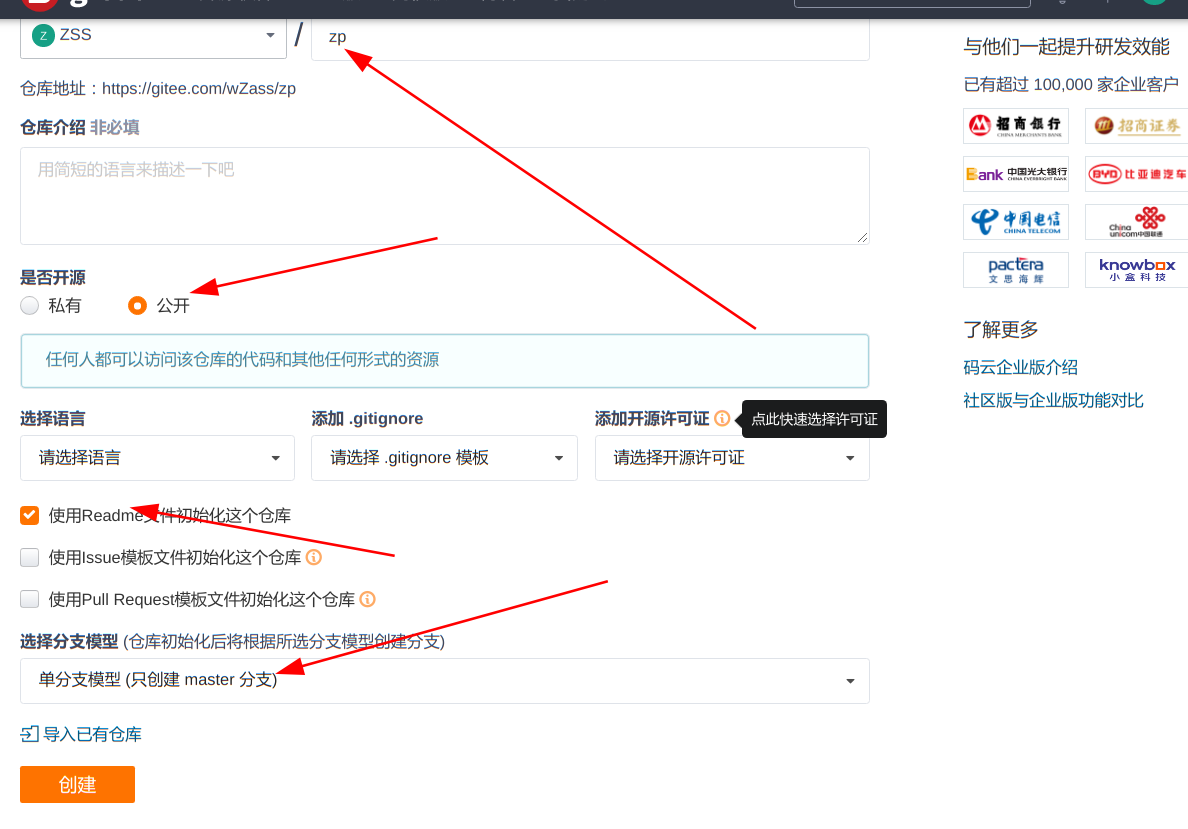 Z ZSS / zp
仓库地址：https://gitee.com/wZass/zp
仓库介绍 非必填
用简短的语言来描述一下吧
是否开源
私有 公开
任何人都可以访问该仓库的代码和其他任何形式的资源
选择语言 添加 .gitignore 添加开源许可证 点此快速选择许可证
请选择语言 请选择 .gitignore 模板 请选择开源许可证
使用Readme文件初始化这个仓库
使用Issue模板文件初始化这个仓库
使用Pull Request模板文件初始化这个仓库
选择分支模型 (仓库初始化后将根据所选分支模型创建分支)
单分支模型 (只创建 master 分支)
导入已有仓库
创建
与他们一起提升研发效能
已有超过 100,000 家企业客户
招商银行 CHINA MERCHANTS BANK 招商证券
Bank 中国光大银行 CHINA EVERBRIGHT BANK BYD 比亚迪汽车
中国电信 CHINA TELECOM China unicom中国联通
pactera 文思海辉 knowbox 小盒科技
了解更多
码云企业版介绍
社区版与企业版功能对比